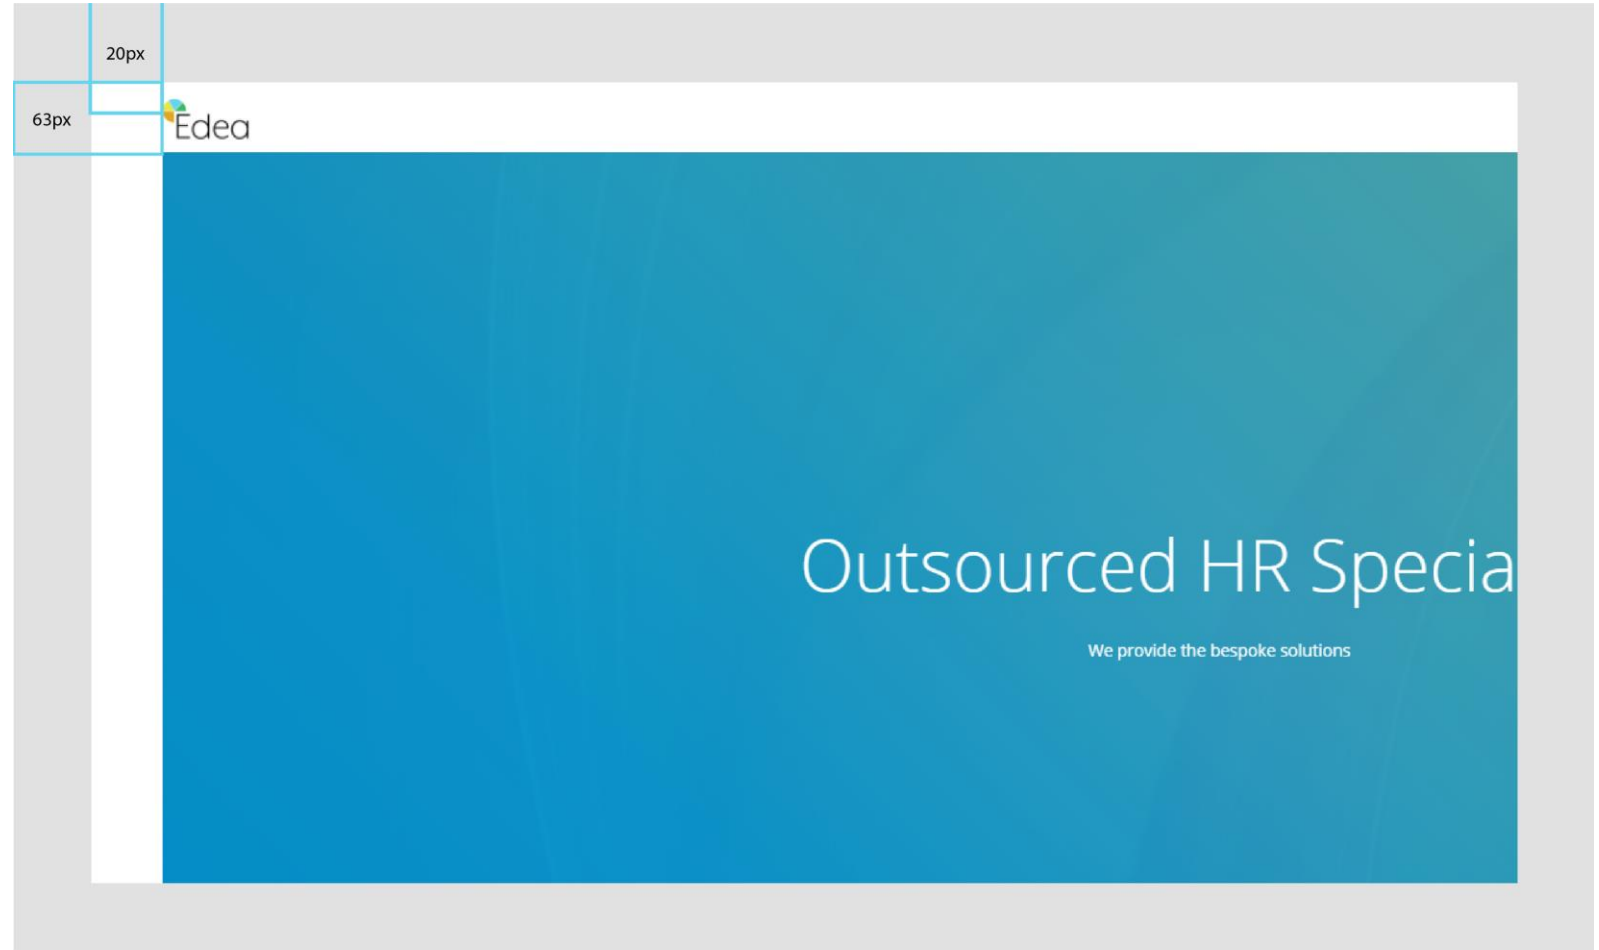 20px
63px
Edea
Outsourced HR Specia
We provide the bespoke solutions